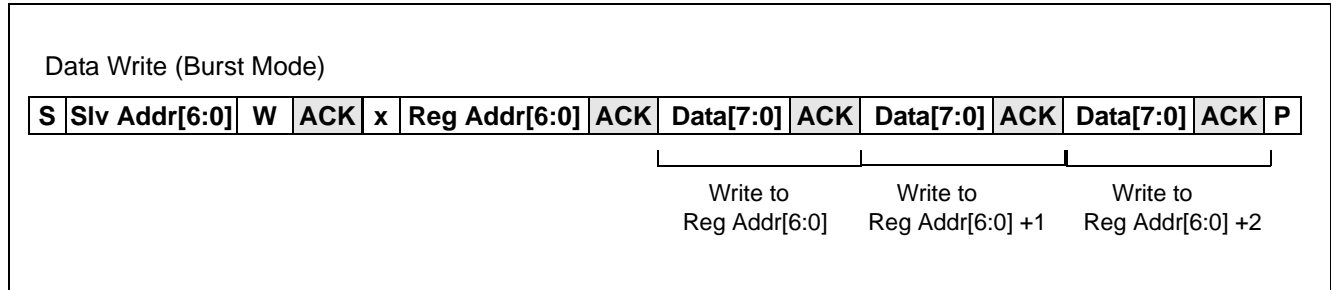 Data Write (Burst Mode)
S Slv Addr[6:0] W ACK x Reg Addr[6:0] ACK Data[7:0] ACK Data[7:0] ACK Data[7:0] ACK P
Write to Write to Write to
Reg Addr[6:0] Reg Addr[6:0] +1 Reg Addr[6:0] +2